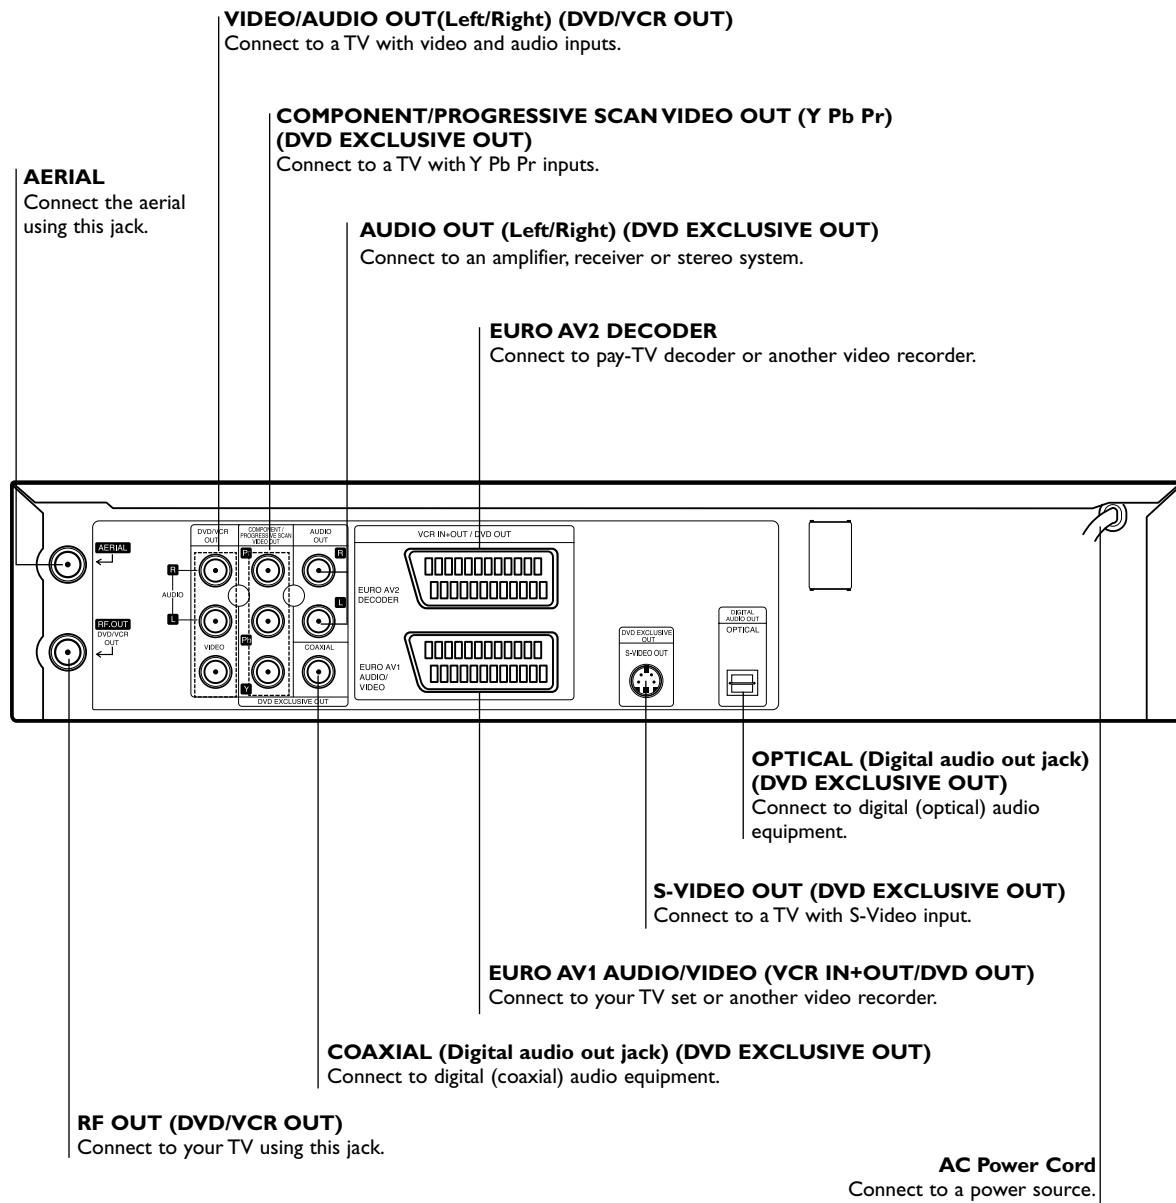 VIDEO/AUDIO OUT(Left/Right) (DVD/VCR OUT)
Connect to a TV with video and audio inputs.
COMPONENT/PROGRESSIVE SCAN VIDEO OUT (Y Pb Pr)
(DVD EXCLUSIVE OUT)
Connect to a TV with Y Pb Pr inputs.
AERIAL
Connect the aerial
using this jack.
AUDIO OUT (Left/Right) (DVD EXCLUSIVE OUT)
Connect to an amplifier, receiver or stereo system.
EURO AV2 DECODER
Connect to pay-TV decoder or another video recorder.
AERIAL
RF.OUT
DVD/VCR
OUT
DVD/VCR
OUT
R
AUDIO
L
VIDEO
COMPONENT /
PROGRESSIVE SCAN
VIDEO OUT
Pr
Pb
Y
AUDIO
OUT
R
L
COAXIAL
DVD EXCLUSIVE OUT
VCR IN+OUT / DVD OUT
EURO AV2
DECODER
EURO AV1
AUDIO/
VIDEO
DVD EXCLUSIVE
OUT
S-VIDEO OUT
DIGITAL
AUDIO OUT
OPTICAL
OPTICAL (Digital audio out jack)
(DVD EXCLUSIVE OUT)
Connect to digital (optical) audio
equipment.
S-VIDEO OUT (DVD EXCLUSIVE OUT)
Connect to a TV with S-Video input.
EURO AV1 AUDIO/VIDEO (VCR IN+OUT/DVD OUT)
Connect to your TV set or another video recorder.
COAXIAL (Digital audio out jack) (DVD EXCLUSIVE OUT)
Connect to digital (coaxial) audio equipment.
RF OUT (DVD/VCR OUT)
Connect to your TV using this jack.
AC Power Cord
Connect to a power source.